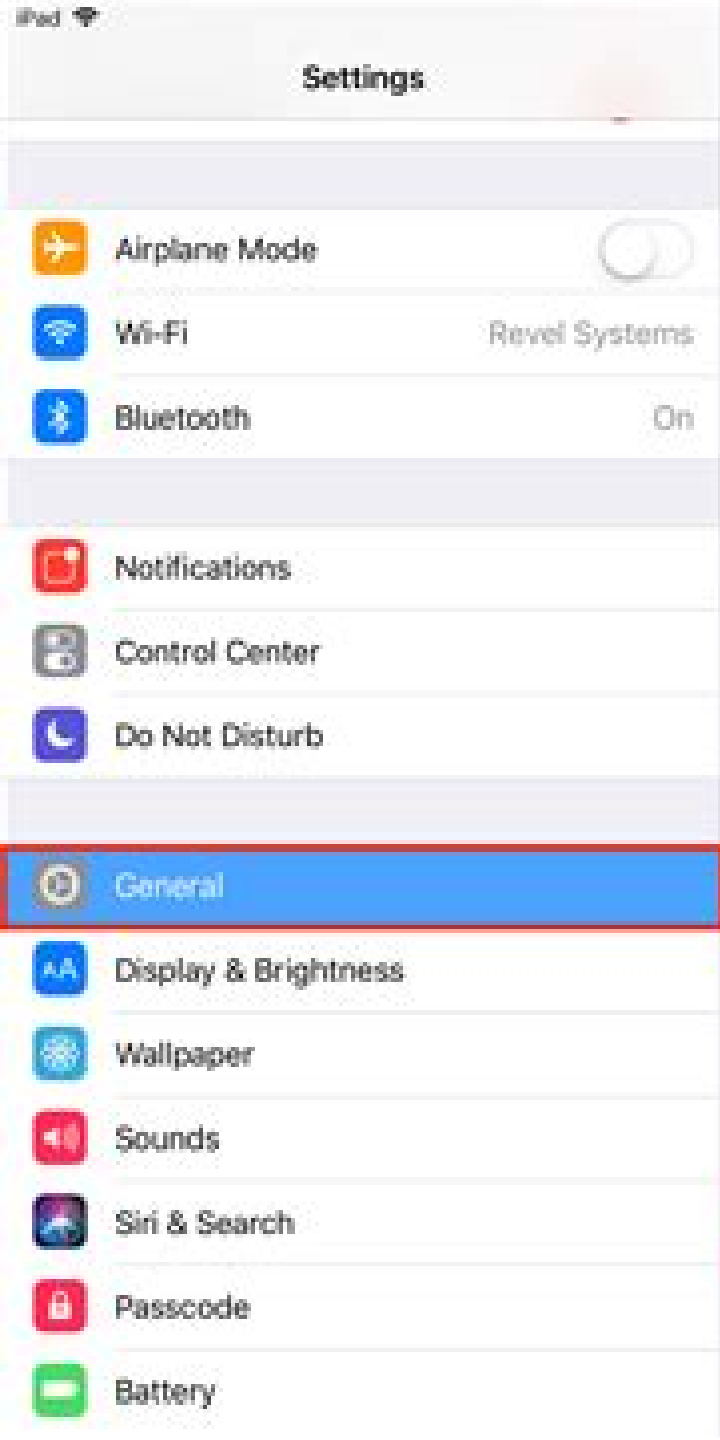 iPad
Settings
Airplane Mode
Wi-Fi Revel Systems
Bluetooth On
Notifications
Control Center
Do Not Disturb
General
AA Display & Brightness
Wallpaper
Sounds
Siri & Search
Passcode
Battery